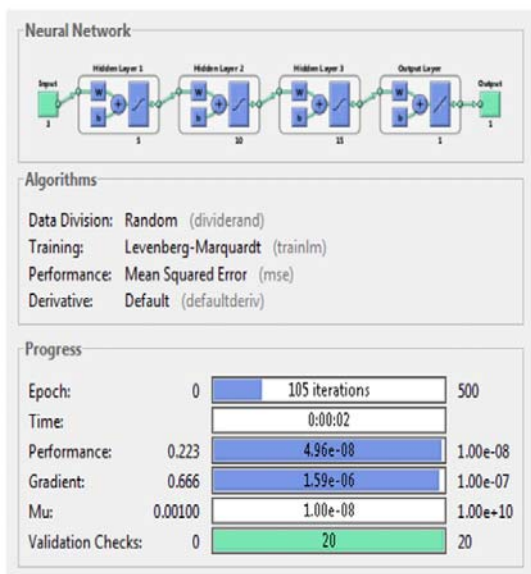 Neural Network
Hidden Layer 1 Hidden Layer 2 Hidden Layer 3 Output Layer
Input Output
W W W W
b b b b
5 10 15 1 1
Algorithms
Data Division: Random (dividerand)
Training: Levenberg-Marquardt (trainlm)
Performance: Mean Squared Error (mse)
Derivative: Default (defaultderiv)
Progress
Epoch: 0 105 iterations 500
Time: 0:00:02
Performance: 0.223 4.96e-08 1.00e-08
Gradient: 0.666 1.59e-06 1.00e-07
Mu: 0.00100 1.00e-08 1.00e+10
Validation Checks: 0 20 20